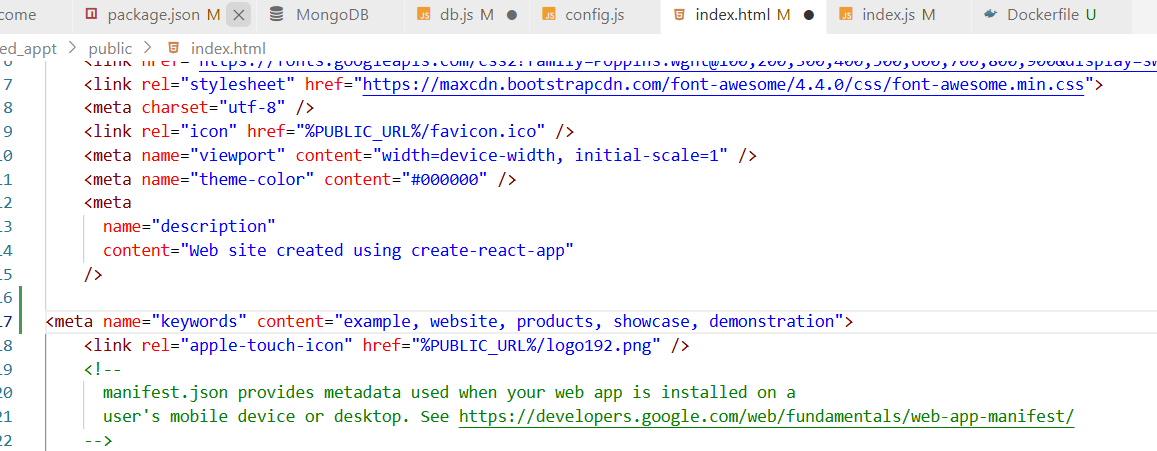 come package.json M × MongoDB db.js M config.js index.html M index.js M Dockerfile U
ed_appt > public > index.html
6 <link href="https://fonts.googleapis.com/css2?family=Poppins:wght@100;200;300;400;500;600;700;800;900&display=sw
7 <link rel="stylesheet" href="https://maxcdn.bootstrapcdn.com/font-awesome/4.4.0/css/font-awesome.min.css">
8 <meta charset="utf-8" />
9 <link rel="icon" href="%PUBLIC_URL%/favicon.ico" />
10 <meta name="viewport" content="width=device-width, initial-scale=1" />
11 <meta name="theme-color" content="#000000" />
12 <meta
13 name="description"
14 content="Web site created using create-react-app"
15 />
16
17 <meta name="keywords" content="example, website, products, showcase, demonstration">
18 <link rel="apple-touch-icon" href="%PUBLIC_URL%/logo192.png" />
19 <!--
20 manifest.json provides metadata used when your web app is installed on a
21 user's mobile device or desktop. See https://developers.google.com/web/fundamentals/web-app-manifest/
22 -->